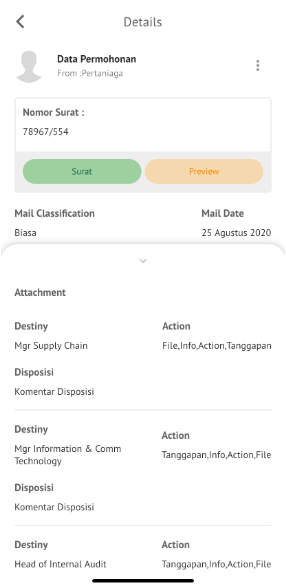 Details
Data Permohonan
From :Pertaniaga
Nomor Surat :
78967/554
Surat
Preview
Mail Classification
Mail Date
Biasa
25 Agustus 2020
Attachment
Destiny
Action
Mgr Supply Chain
File,Info,Action,Tanggapan
Disposisi
Komentar Disposisi
Destiny
Action
Mgr Information & Comm
Technology
Tanggapan,Info,Action,File
Disposisi
Komentar Disposisi
Destiny
Action
Head of Internal Audit
Tanggapan,Info,Action,File